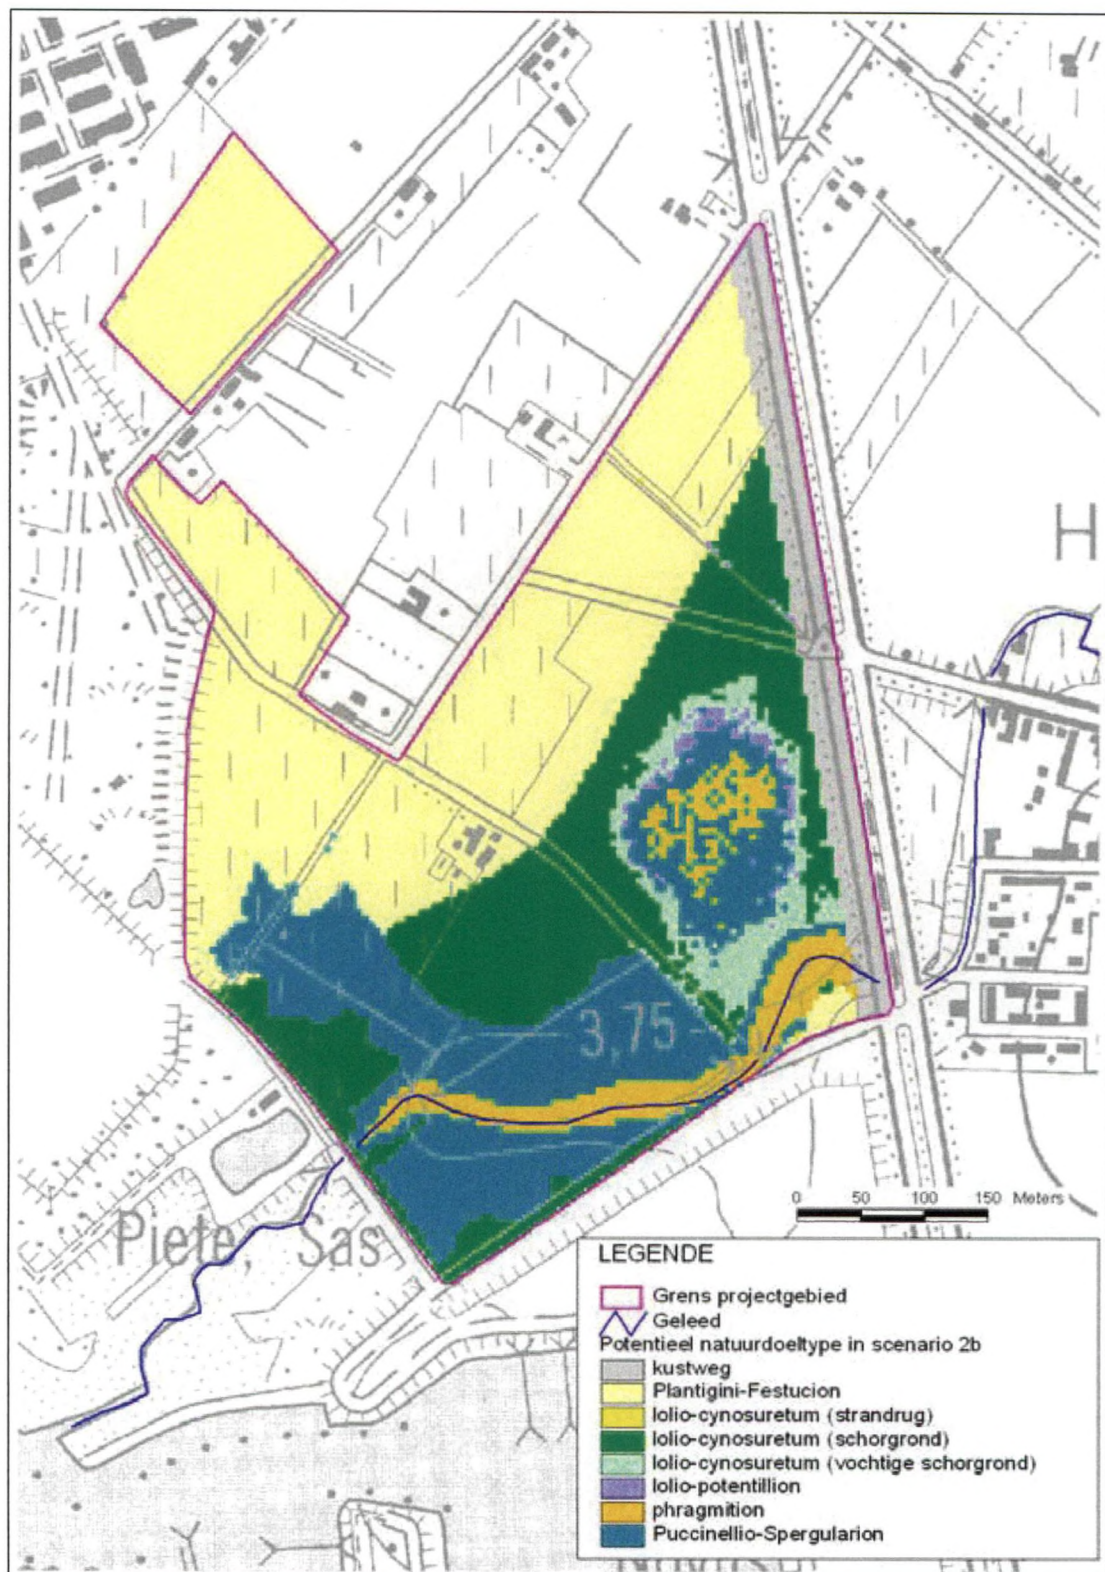 H
3,75
Piete, Sas
0 50 100 150 Meters
LEGENDE
Grens projectgebied
Geleed
Potentieel natuurdoeltype in scenario 2b
kustweg
Plantigini-Festucion
lolio-cynosuretum (strandrug)
lolio-cynosuretum (schorgrond)
lolio-cynosuretum (vochtige schorgrond)
lolio-potentillion
phragmition
Puccinellio-Spergularion